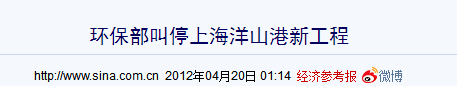 环保部叫停上海洋山港新工程
http://www.sina.com.cn 2012年04月20日 01:14 经济参考报 微博